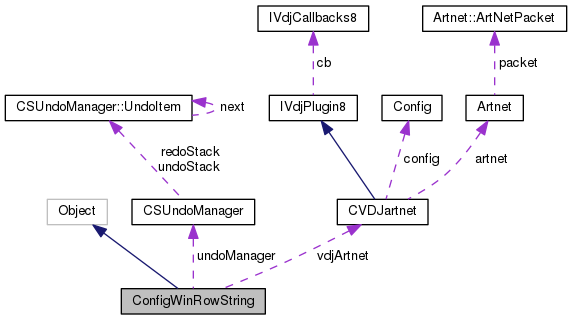 IVdjCallbacks8
Artnet::ArtNetPacket
cb
packet
CSUndoManager::UndoItem
next
IVdjPlugin8
Config
Artnet
redoStack
undoStack
config
artnet
Object
CSUndoManager
CVDJartnet
undoManager
vdjArtnet
ConfigWinRowString